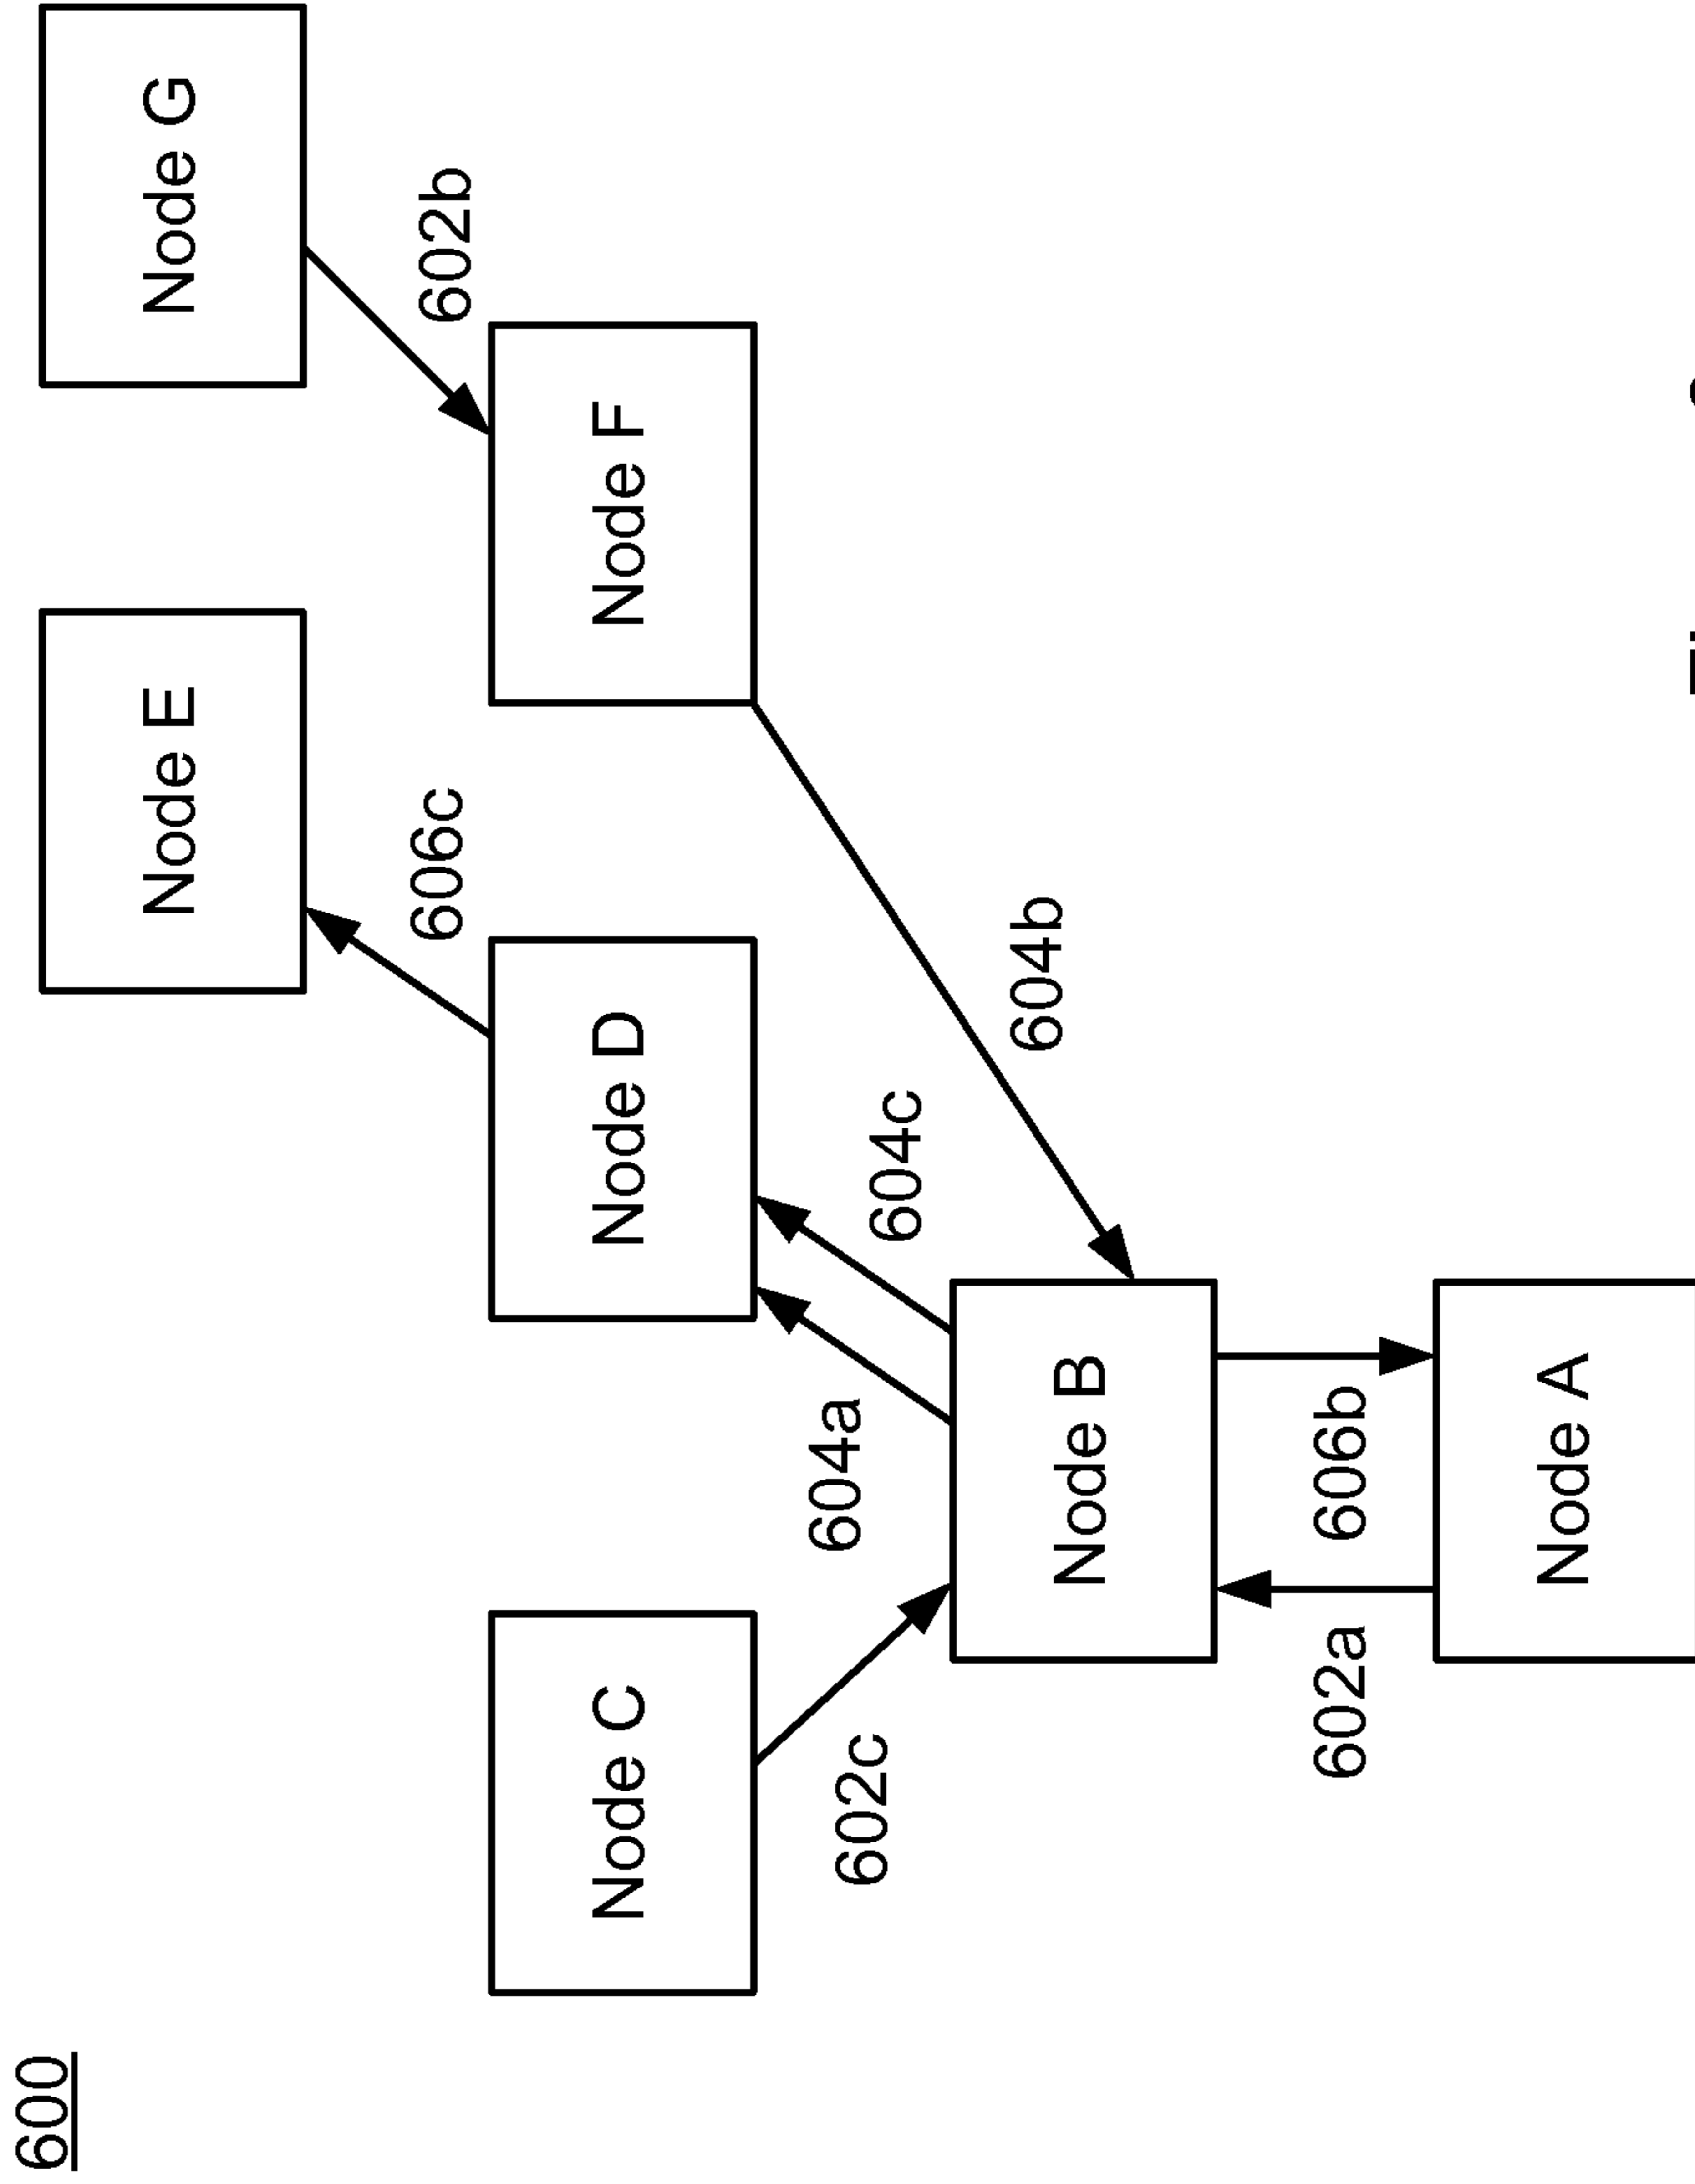 600
Node E
Node G
606c
602b
Node C
Node D
Node F
602c
604a
604c
604b
Node B
602a
606b
Node A